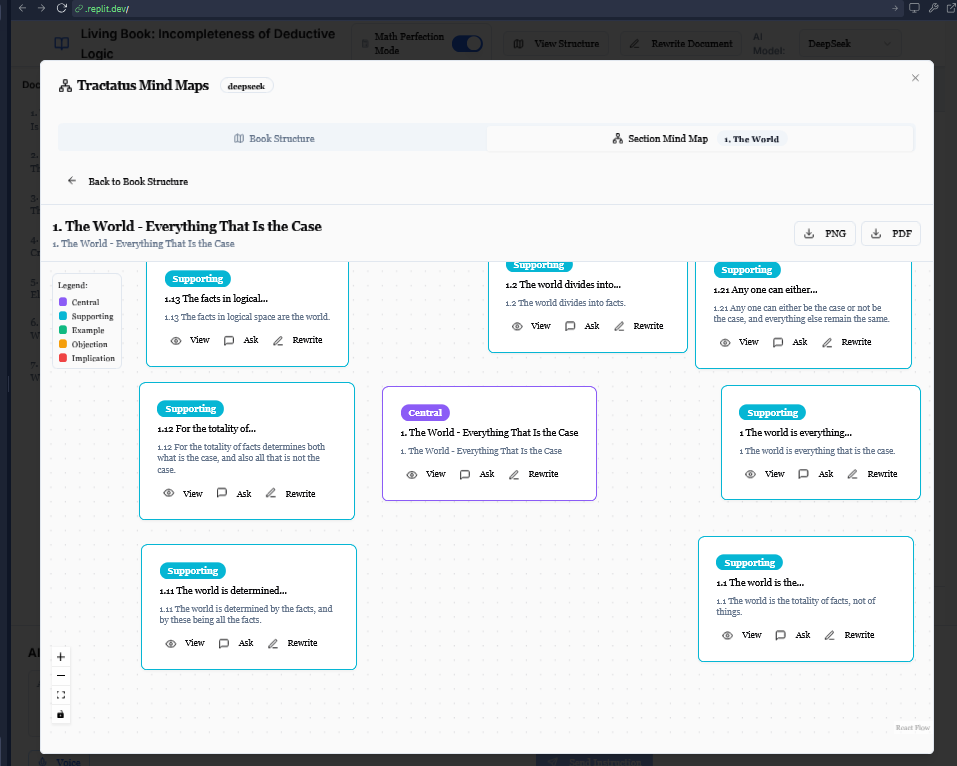 .replit.dev/
Living Book: Incompleteness of Deductive
Logic
Math Perfection
Mode
View Structure
Rewrite Document
AI
Model:
DeepSeek
Tractatus Mind Maps
deepseek
Book Structure
Section Mind Map
1. The World
Back to Book Structure
1. The World - Everything That Is the Case
1. The World - Everything That Is the Case
PNG
PDF
Legend:
Central
Supporting
Example
Objection
Implication
Supporting
1.13 The facts in logical...
1.13 The facts in logical space are the world.
View Ask Rewrite
Supporting
1.2 The world divides into...
1.2 The world divides into facts.
View Ask Rewrite
Supporting
1.21 Any one can either...
1.21 Any one can either be the case or not be
the case, and everything else remain the same.
View Ask Rewrite
Supporting
1.12 For the totality of...
1.12 For the totality of facts determines both
what is the case, and also all that is not the
case.
View Ask Rewrite
Central
1. The World - Everything That Is the Case
1. The World - Everything That Is the Case
View Ask Rewrite
Supporting
1 The world is everything...
1 The world is everything that is the case.
View Ask Rewrite
Supporting
1.11 The world is determined...
1.11 The world is determined by the facts, and
by these being all the facts.
View Ask Rewrite
Supporting
1.1 The world is the...
1.1 The world is the totality of facts, not of
things.
View Ask Rewrite
React Flow
Voice
Send Instruction